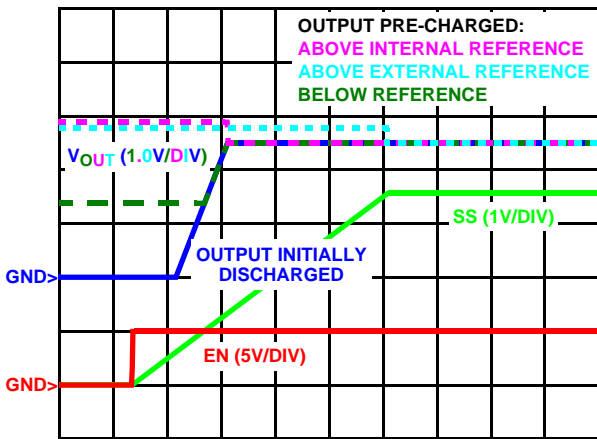 OUTPUT PRE-CHARGED:
ABOVE INTERNAL REFERENCE
ABOVE EXTERNAL REFERENCE
BELOW REFERENCE
VOUT (1.0V/DIV)
SS (1V/DIV)
OUTPUT INITIALLY
DISCHARGED
GND>
EN (5V/DIV)
GND>